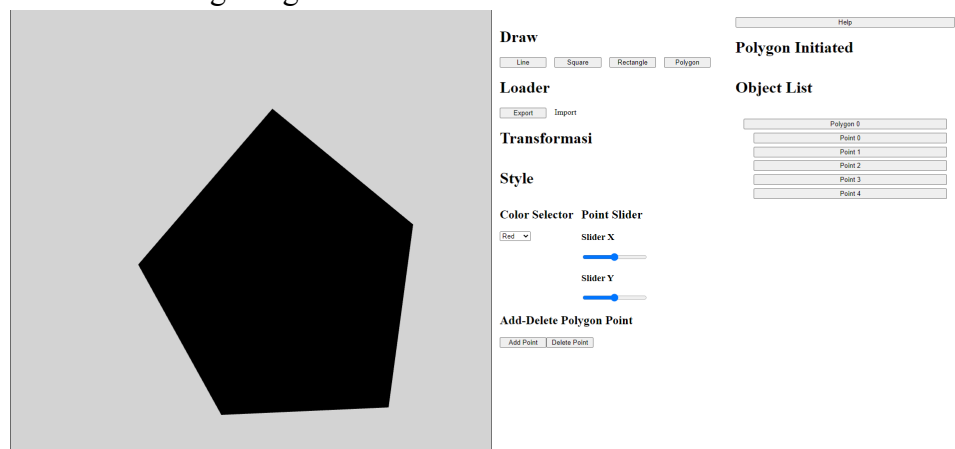 Draw
Line Square Rectangle Polygon
Loader
Export Import
Transformasi
Style
Color Selector Point Slider
Red
Slider X
Slider Y
Add-Delete Polygon Point
Add Point Delete Point
Help
Polygon Initiated
Object List
Polygon 0
Point 0
Point 1
Point 2
Point 3
Point 4